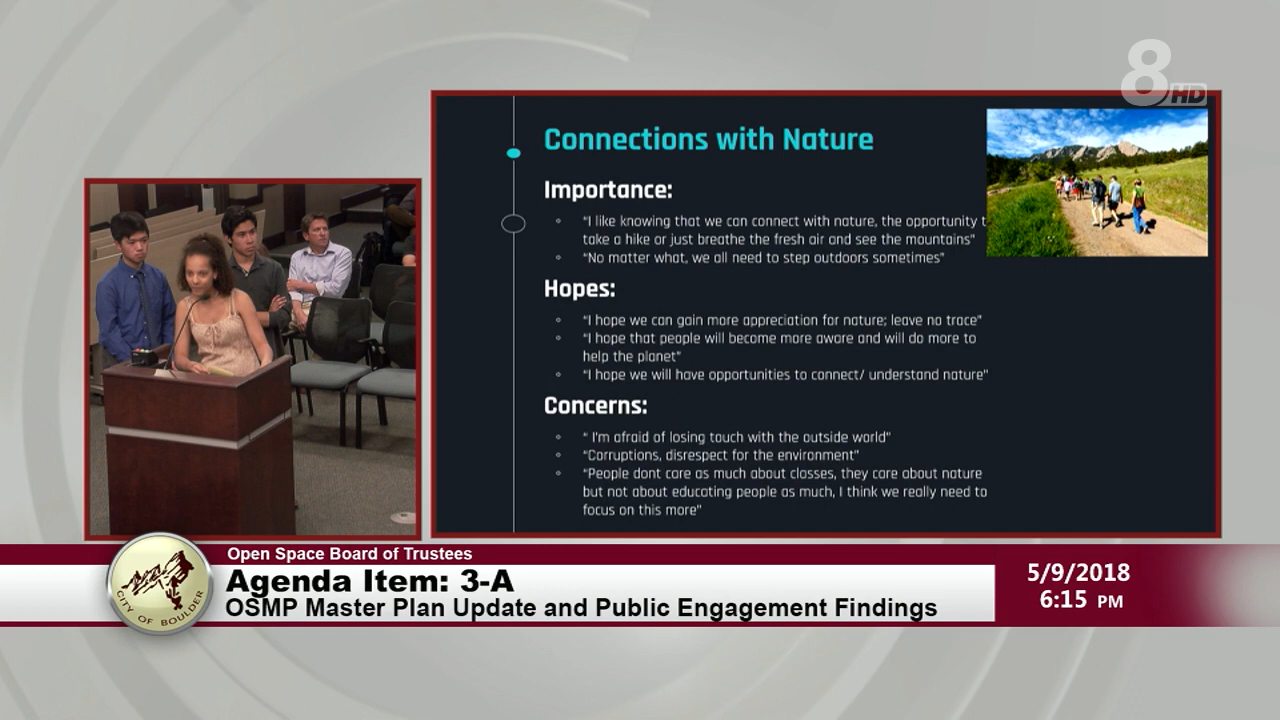 8
HD
Connections with Nature
Importance:
“I like knowing that we can connect with nature, the opportunity t
take a hike or just breathe the fresh air and see the mountains”
“No matter what, we all need to step outdoors sometimes”
Hopes:
“I hope we can gain more appreciation for nature; leave no trace”
“I hope that people will become more aware and will do more to
help the planet”
“I hope we will have opportunities to connect/ understand nature”
Concerns:
“ I'm afraid of losing touch with the outside world”
“Corruptions, disrespect for the environment”
“People dont care as much about classes, they care about nature
but not about educating people as much, I think we really need to
focus on this more”
Open Space Board of Trustees
Agenda Item: 3-A
OSMP Master Plan Update and Public Engagement Findings
5/9/2018
6:15 PM
CITY OF BOULDER